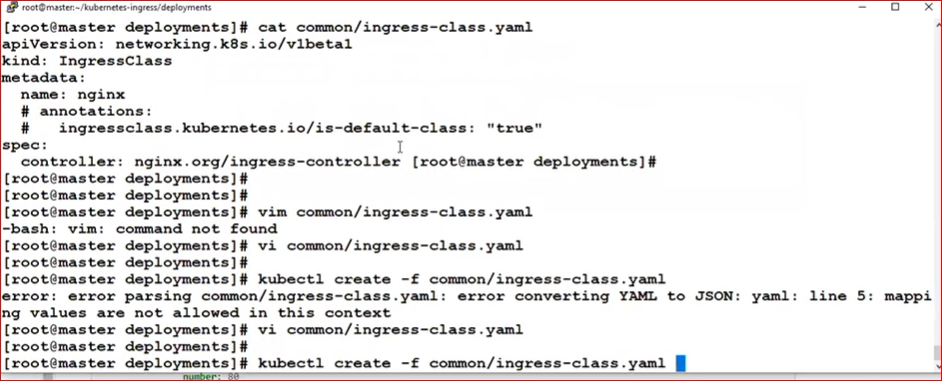 root@master:~/kubernetes-ingress/deployments
[root@master deployments]# cat common/ingress-class.yaml
apiVersion: networking.k8s.io/v1beta1
kind: IngressClass
metadata:
  name: nginx
  # annotations:
  #   ingressclass.kubernetes.io/is-default-class: "true"
spec:
  controller: nginx.org/ingress-controller [root@master deployments]#
[root@master deployments]#
[root@master deployments]#
[root@master deployments]# vim common/ingress-class.yaml
-bash: vim: command not found
[root@master deployments]# vi common/ingress-class.yaml
[root@master deployments]#
[root@master deployments]# kubectl create -f common/ingress-class.yaml
error: error parsing common/ingress-class.yaml: error converting YAML to JSON: yaml: line 5: mappi
ng values are not allowed in this context
[root@master deployments]# vi common/ingress-class.yaml
[root@master deployments]#
[root@master deployments]# kubectl create -f common/ingress-class.yaml
number: 80